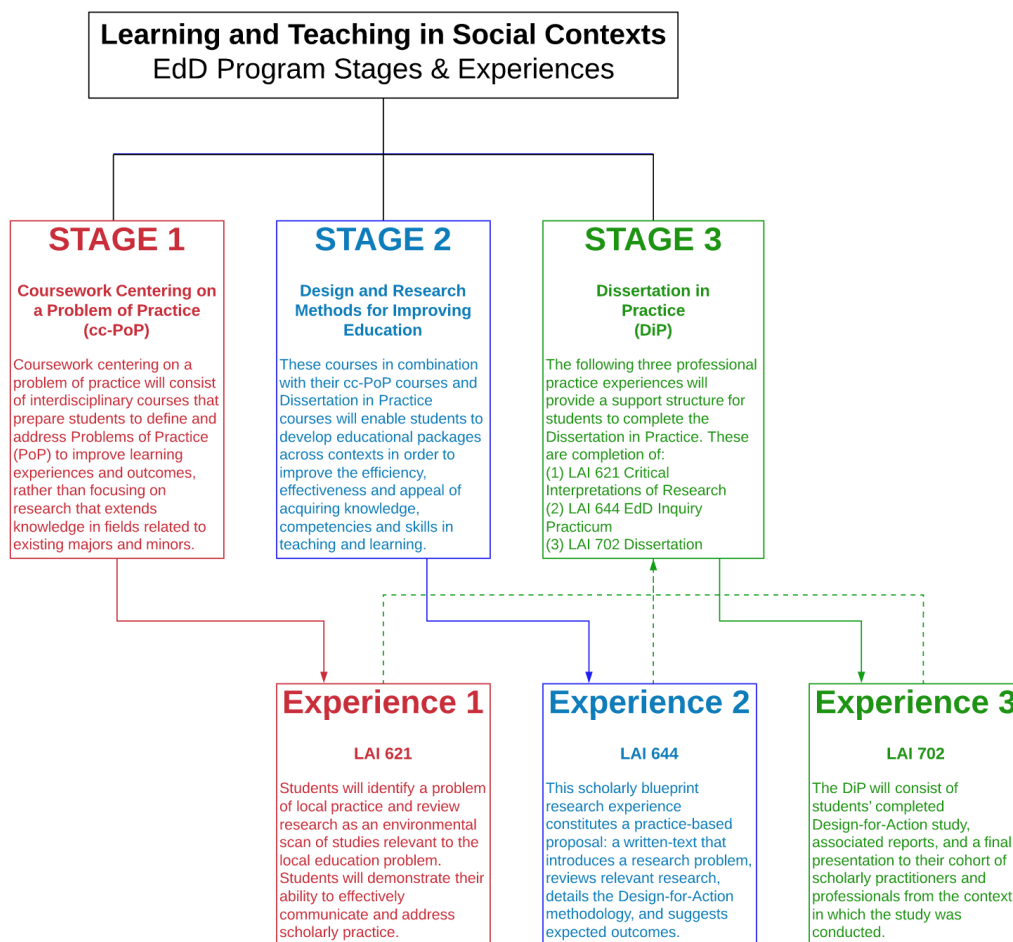 Learning and Teaching in Social Contexts
EdD Program Stages & Experiences
STAGE 1
Coursework Centering on
a Problem of Practice
(cc-PoP)
Coursework centering on a
problem of practice will consist
of interdisciplinary courses that
prepare students to define and
address Problems of Practice
(PoP) to improve learning
experiences and outcomes,
rather than focusing on
research that extends
knowledge in fields related to
existing majors and minors.
STAGE 2
Design and Research
Methods for Improving
Education
These courses in combination
with their cc-PoP courses and
Dissertation in Practice
courses will enable students to
develop educational packages
across contexts in order to
improve the efficiency,
effectiveness and appeal of
acquiring knowledge,
competencies and skills in
teaching and learning.
STAGE 3
Dissertation in
Practice
(DiP)
The following three professional
practice experiences will
provide a support structure for
students to complete the
Dissertation in Practice. These
are completion of:
(1) LAI 621 Critical
Interpretations of Research
(2) LAI 644 EdD Inquiry
Practicum
(3) LAI 702 Dissertation
Experience 1
LAI 621
Students will identify a problem
of local practice and review
research as an environmental
scan of studies relevant to the
local education problem.
Students will demonstrate their
ability to effectively
communicate and address
scholarly practice.
Experience 2
LAI 644
This scholarly blueprint
research experience
constitutes a practice-based
proposal: a written-text that
introduces a research problem,
reviews relevant research,
details the Design-for-Action
methodology, and suggests
expected outcomes.
Experience 3
LAI 702
The DiP will consist of
students' completed
Design-for-Action study,
associated reports, and a final
presentation to their cohort of
scholarly practitioners and
professionals from the context
in which the study was
conducted.